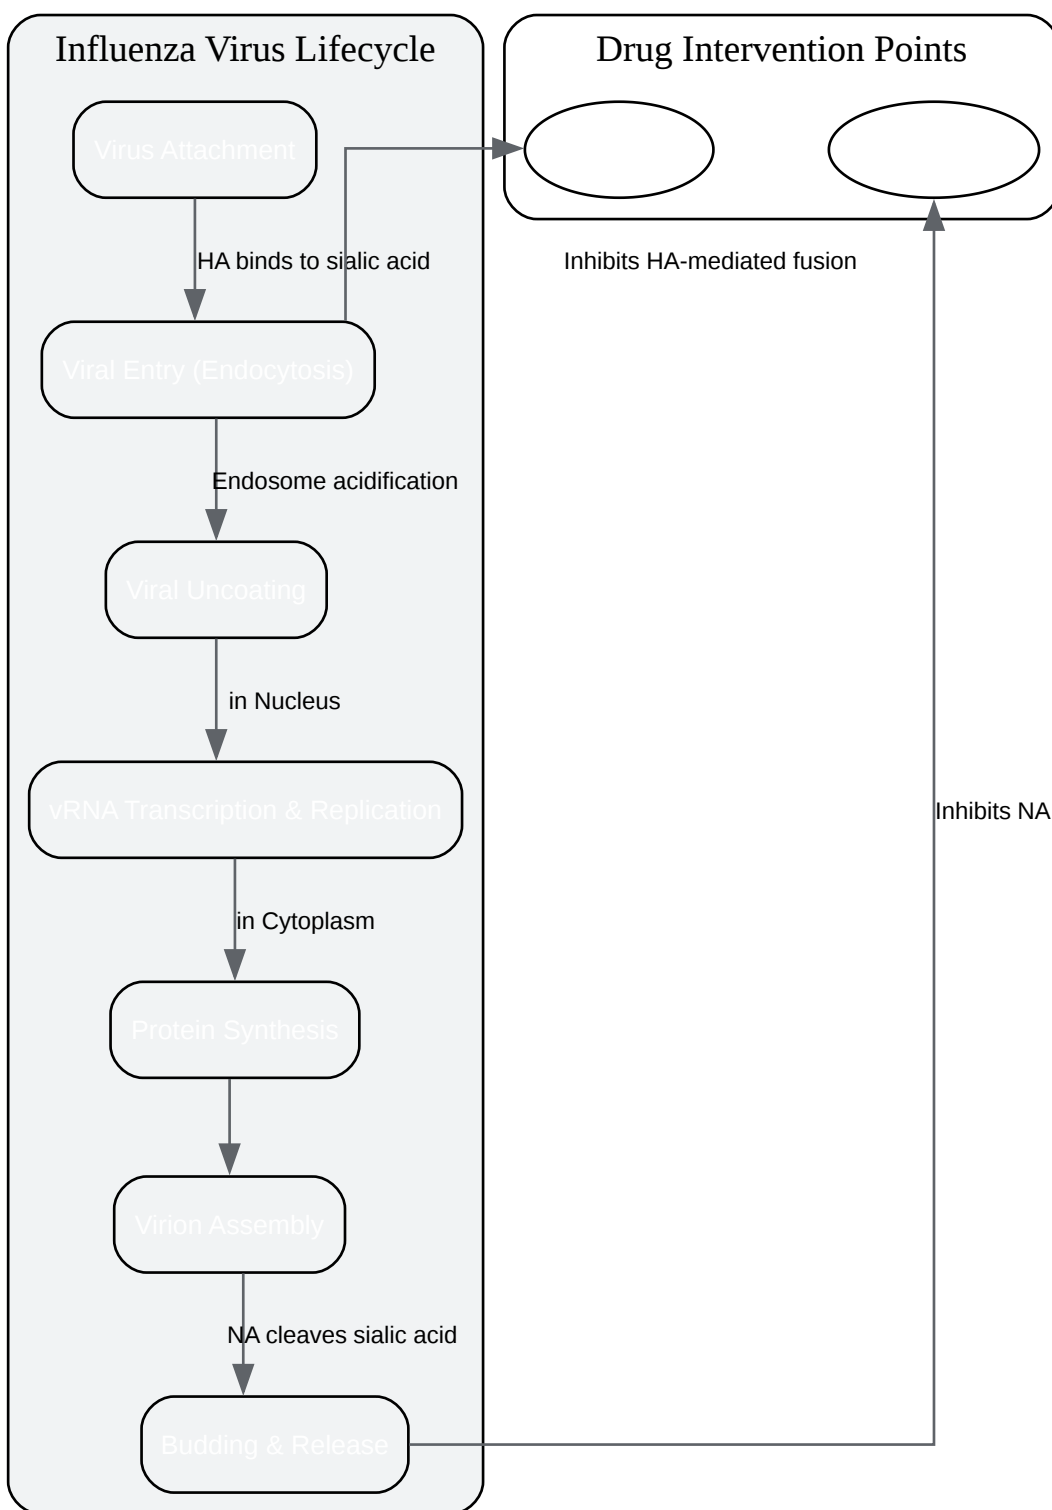 Influenza Virus Lifecycle
Drug Intervention Points
Virus Attachment
HA binds to sialic acid
Inhibits HA-mediated fusion
Viral Entry (Endocytosis)
Endosome acidification
Viral Uncoating
in Nucleus
vRNA Transcription & Replication
Inhibits NA
in Cytoplasm
Protein Synthesis
Virion Assembly
NA cleaves sialic acid
Budding & Release